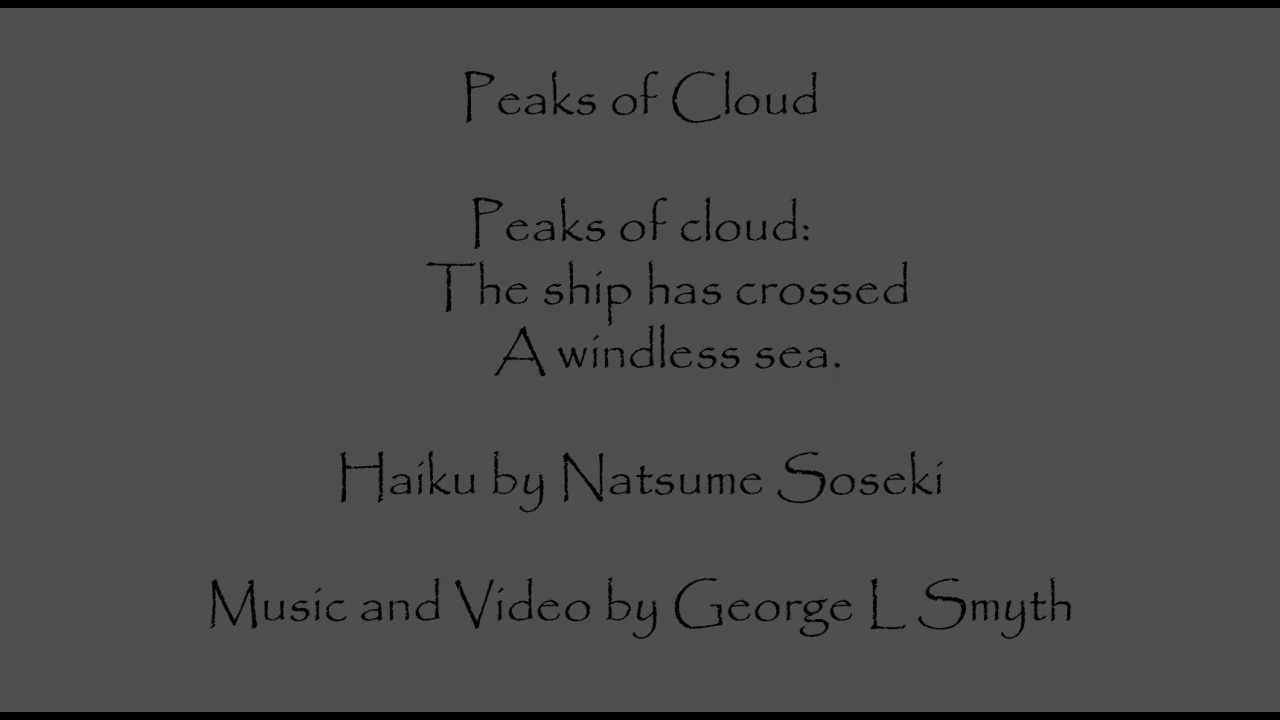 Peaks of Cloud
Peaks of cloud:
The ship has crossed
A windless sea.
Haiku by Natsume Soseki
Music and Video by George L Smyth